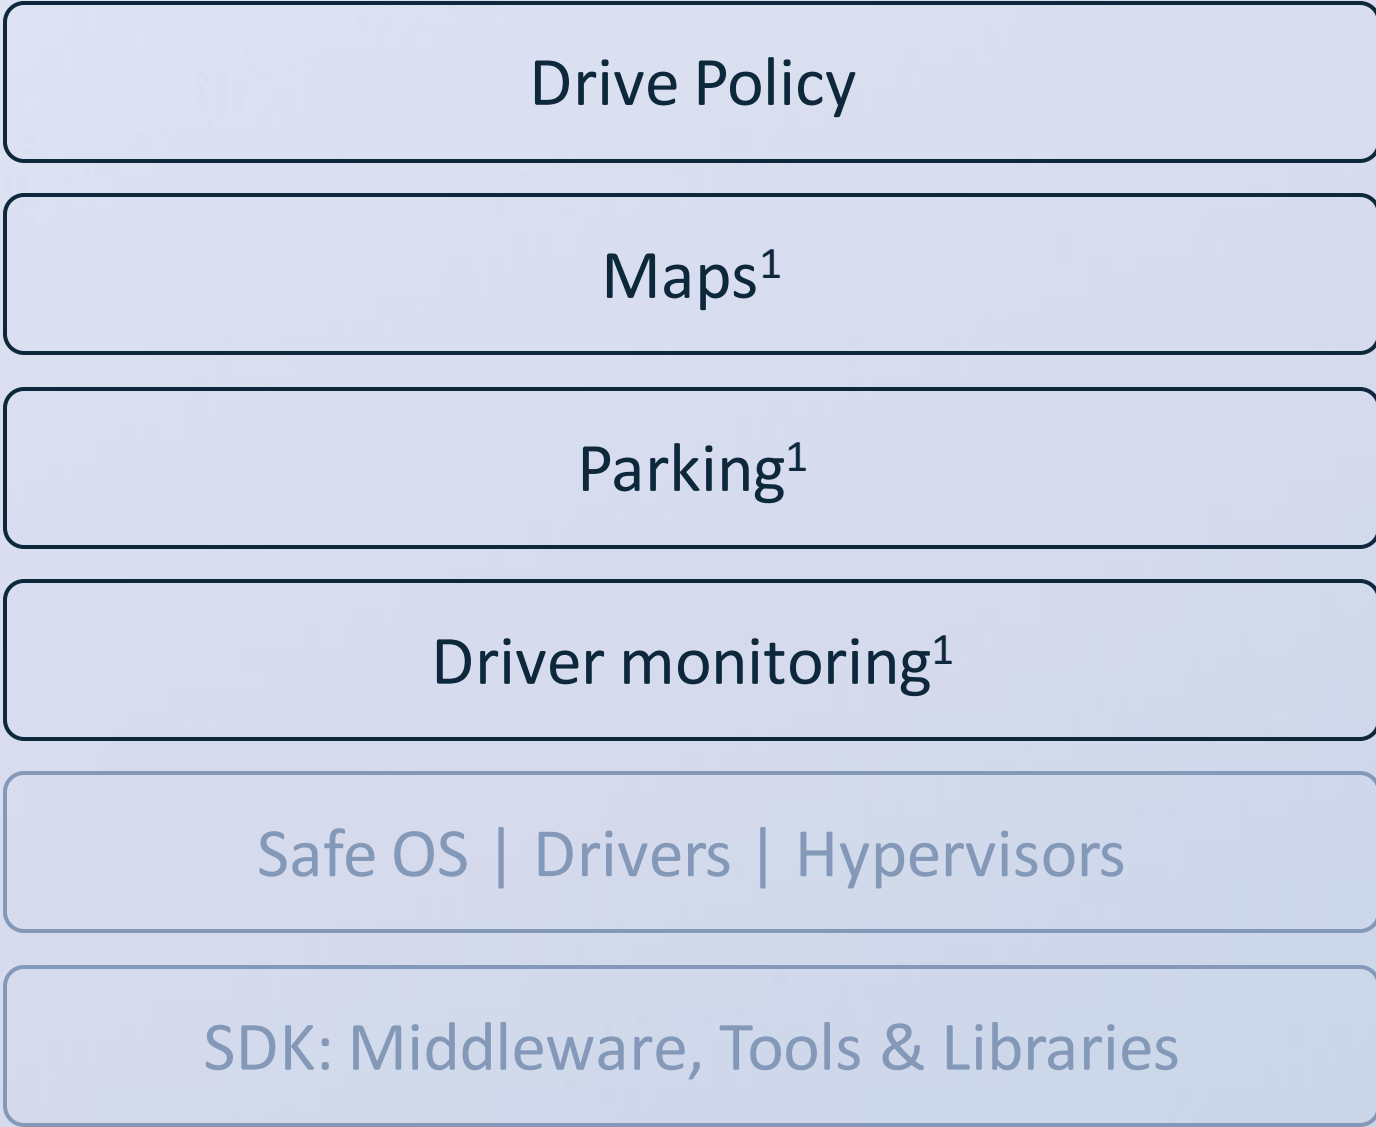 Drive Policy
Maps¹
Parking¹
Driver monitoring¹
Safe OS | Drivers | Hypervisors
SDK: Middleware, Tools & Libraries